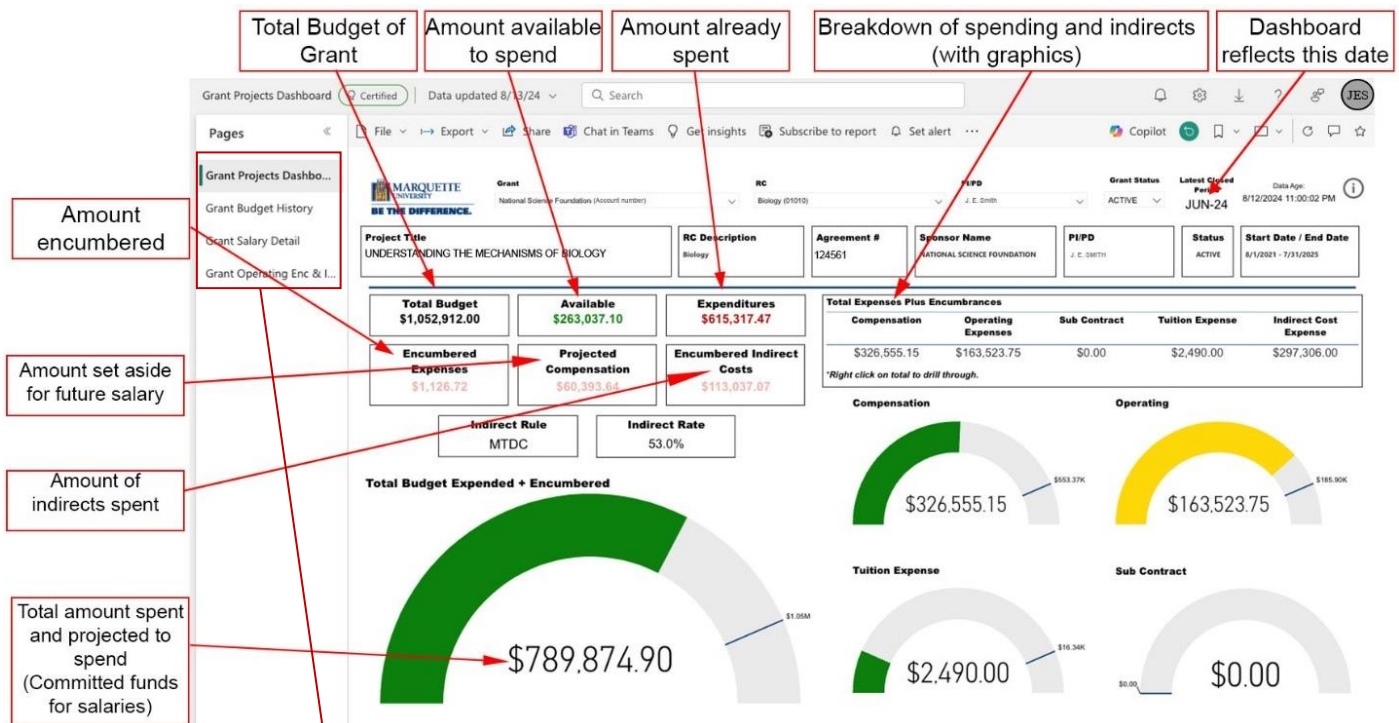 Total Budget of
Grant
Amount available
to spend
Amount already
spent
Breakdown of spending and indirects
(with graphics)
Dashboard
reflects this date
Grant Projects Dashboard
Certified
Data updated 8/13/24
Search
JES
Pages
File
Export
Share
Chat in Teams
Get insights
Subscribe to report
Set alert
Copilot
Grant Projects Dashbo...
Grant Budget History
Grant Salary Detail
Grant Operating Enc & I...
MARQUETTE
UNIVERSITY
BE THE DIFFERENCE.
Grant
National Science Foundation (Account number)
RC
Biology (01010)
PI/PD
J. E. Smith
Grant Status
ACTIVE
Latest Closed
Period
JUN-24
Data Age:
8/12/2024 11:00:02 PM
Project Title
UNDERSTANDING THE MECHANISMS OF BIOLOGY
RC Description
Biology
Agreement #
124561
Sponsor Name
NATIONAL SCIENCE FOUNDATION
PI/PD
J. E. SMITH
Status
ACTIVE
Start Date / End Date
8/1/2021 - 7/31/2025
Amount
encumbered
Total Budget
$1,052,912.00
Available
$263,037.10
Expenditures
$615,317.47
Encumbered
Expenses
$1,126.72
Projected
Compensation
$60,393.64
Encumbered Indirect
Costs
$113,037.07
Total Expenses Plus Encumbrances
Compensation
Operating
Expenses
Sub Contract
Tuition Expense
Indirect Cost
Expense
$326,555.15
$163,523.75
$0.00
$2,490.00
$297,306.00
*Right click on total to drill through.
Amount set aside
for future salary
Indirect Rule
MTDC
Indirect Rate
53.0%
Amount of
indirects spent
Total Budget Expended + Encumbered
$789,874.90
$1.05M
Compensation
$326,555.15
$553.37K
Operating
$163,523.75
$185.90K
Tuition Expense
$2,490.00
$16.34K
Sub Contract
$0.00
$0.00
Total amount spent
and projected to
spend
(Committed funds
for salaries)